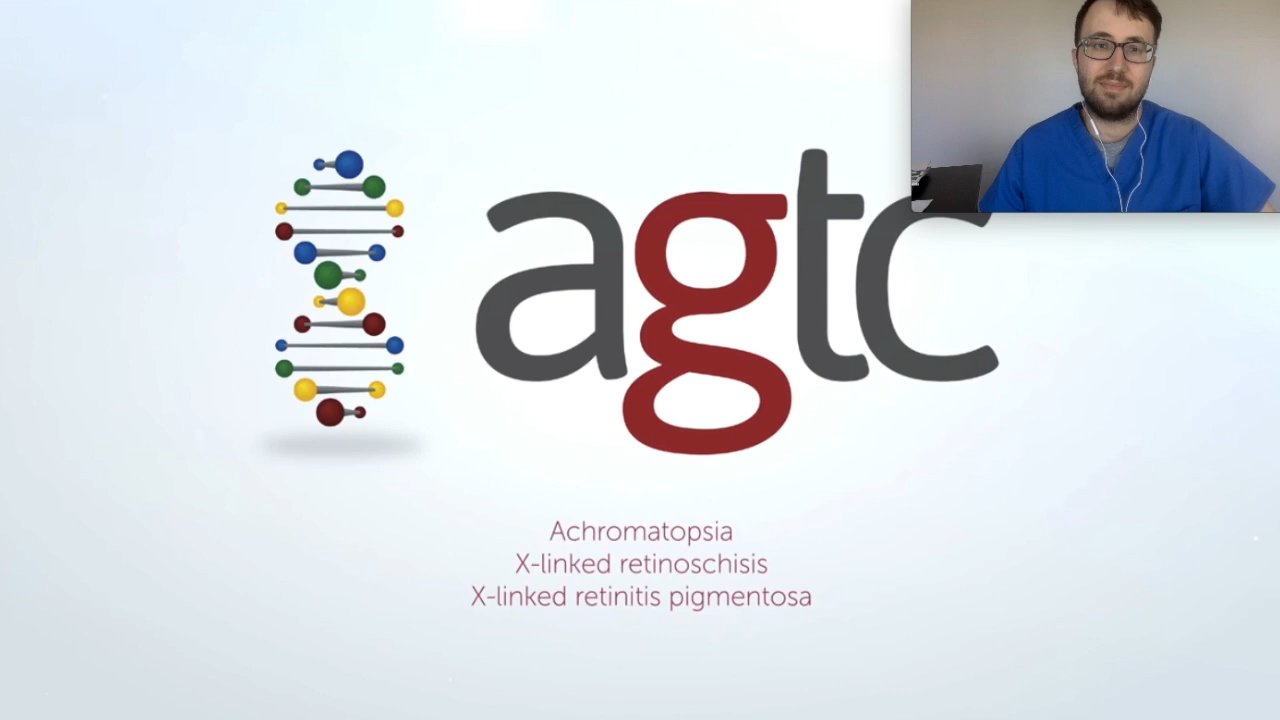 agtc
Achromatopsia
X-linked retinoschisis
X-linked retinitis pigmentosa